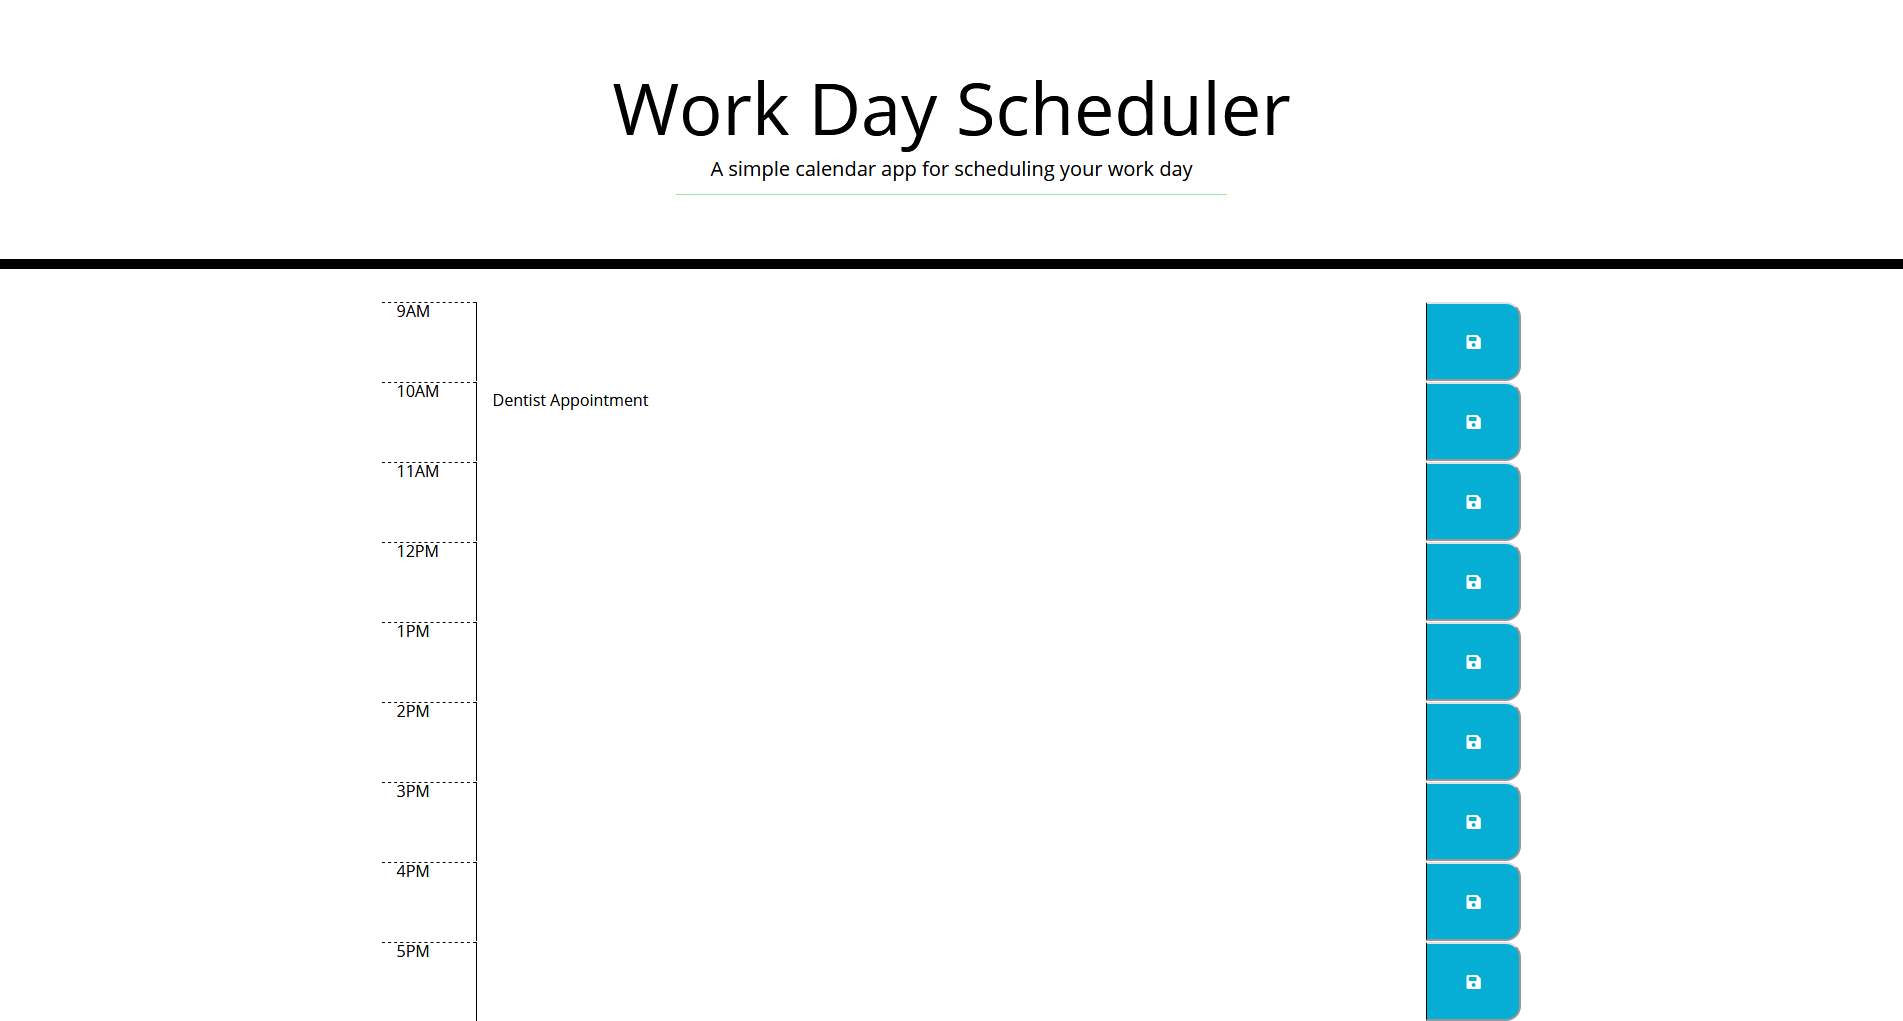 Work Day Scheduler
A simple calendar app for scheduling your work day
9AM
10AM
Dentist Appointment
11AM
12PM
1PM
2PM
3PM
4PM
5PM